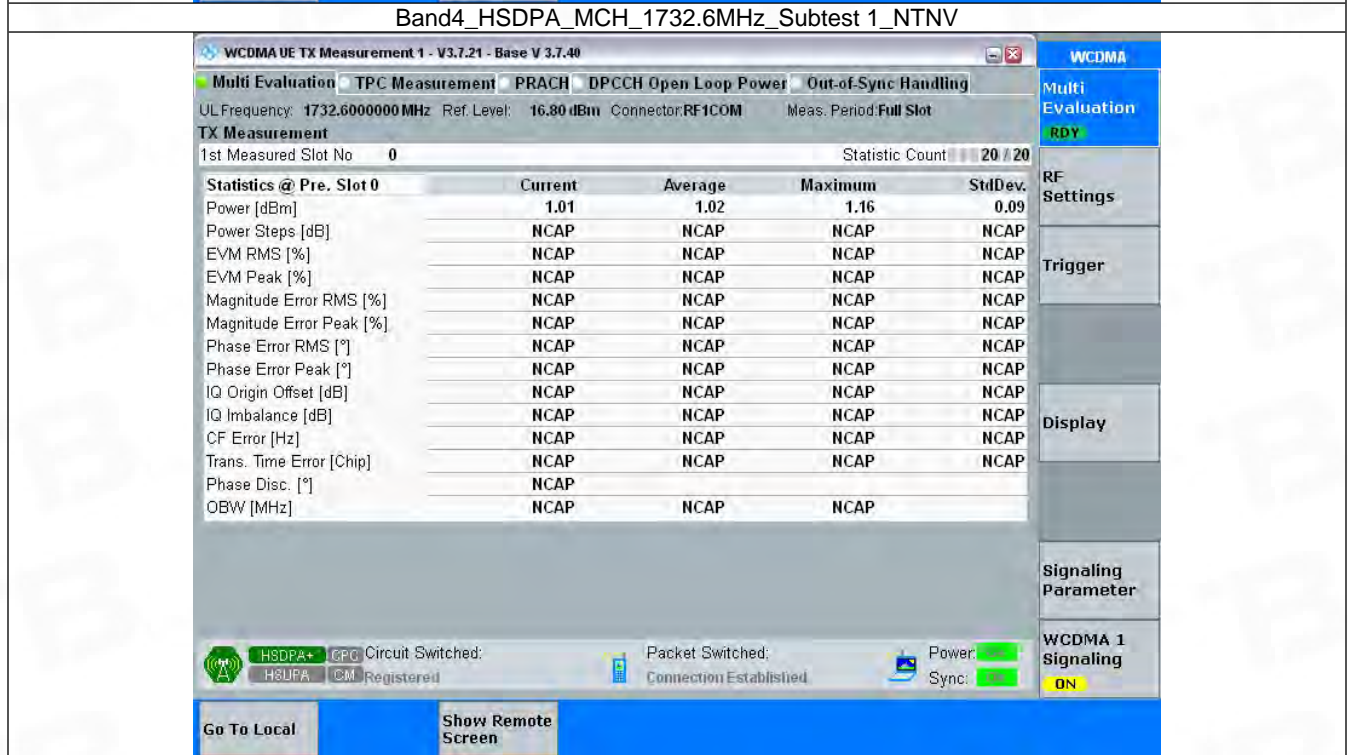 Band4_HSDPA_MCH_1732.6MHz_Subtest 1_NTNV
WCDMA UE TX Measurement 1 - V3.7.21 - Base V 3.7.40
WCDMA
Multi Evaluation TPC Measurement PRACH DPCCH Open Loop Power Out-of-Sync Handling
Multi
Evaluation
RDY
UL Frequency: 1732.6000000 MHz Ref. Level: 16.80 dBm Connector:RF1COM Meas. Period:Full Slot
TX Measurement
1st Measured Slot No 0 Statistic Count 20 / 20
RF
Settings
Statistics @ Pre. Slot 0 Current Average Maximum StdDev.
Power [dBm] 1.01 1.02 1.16 0.09
Power Steps [dB] NCAP NCAP NCAP NCAP
EVM RMS [%] NCAP NCAP NCAP NCAP
Trigger
EVM Peak [%] NCAP NCAP NCAP NCAP
Magnitude Error RMS [%] NCAP NCAP NCAP NCAP
Magnitude Error Peak [%] NCAP NCAP NCAP NCAP
Phase Error RMS [°] NCAP NCAP NCAP NCAP
Phase Error Peak [°] NCAP NCAP NCAP NCAP
IQ Origin Offset [dB] NCAP NCAP NCAP NCAP
IQ Imbalance [dB] NCAP NCAP NCAP NCAP
Display
CF Error [Hz] NCAP NCAP NCAP NCAP
Trans. Time Error [Chip] NCAP NCAP NCAP NCAP
Phase Disc. [°] NCAP
OBW [MHz] NCAP NCAP NCAP
Signaling
Parameter
HSDPA+ CPC Circuit Switched: Packet Switched: Power:
HSUPA CM Registered Connection Established Sync:
WCDMA 1
Signaling
ON
Go To Local
Show Remote
Screen